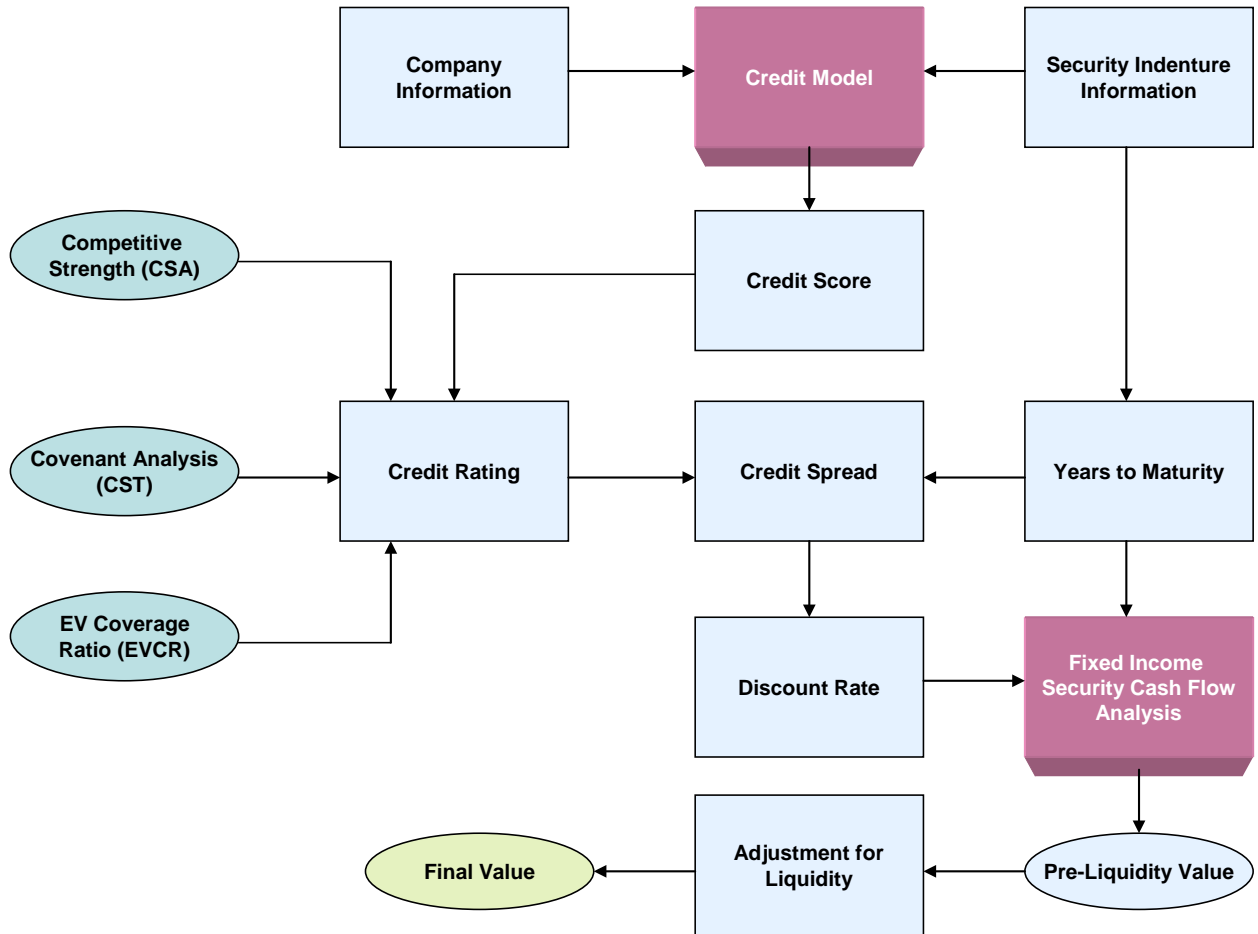 Company
Information
Credit Model
Security Indenture
Information
Competitive
Strength (CSA)
Credit Score
Covenant Analysis
(CST)
Credit Rating
Credit Spread
Years to Maturity
EV Coverage
Ratio (EVCR)
Discount Rate
Fixed Income
Security Cash Flow
Analysis
Final Value
Adjustment for
Liquidity
Pre-Liquidity Value